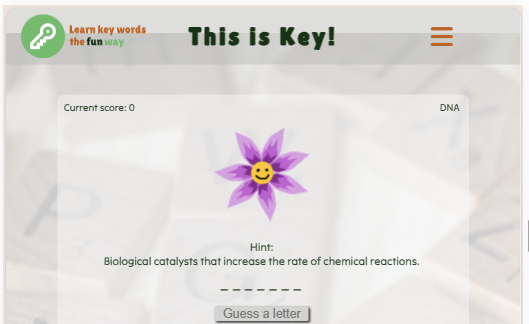 Learn key words
the fun way
This is Key!
Current score: 0
DNA
Hint:
Biological catalysts that increase the rate of chemical reactions.
_ _ _ _ _ _ _
Guess a letter